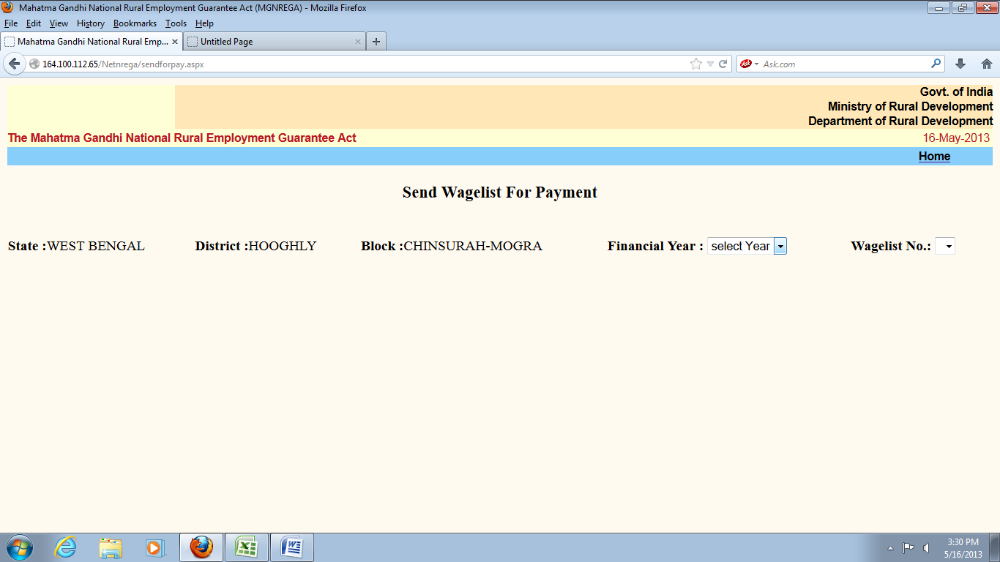 Mahatma Gandhi National Rural Employment Guarantee Act (MGNREGA) - Mozilla Firefox
File Edit View History Bookmarks Tools Help
Mahatma Gandhi National Rural Emp... Untitled Page
164.100.112.65/Netnrega/sendforpay.aspx Ask Ask.com
Govt. of India
Ministry of Rural Development
Department of Rural Development
The Mahatma Gandhi National Rural Employment Guarantee Act 16-May-2013
Home
Send Wagelist For Payment
State :WEST BENGAL District :HOOGHLY Block :CHINSURAH-MOGRA Financial Year : select Year Wagelist No.:
3:30 PM
5/16/2013